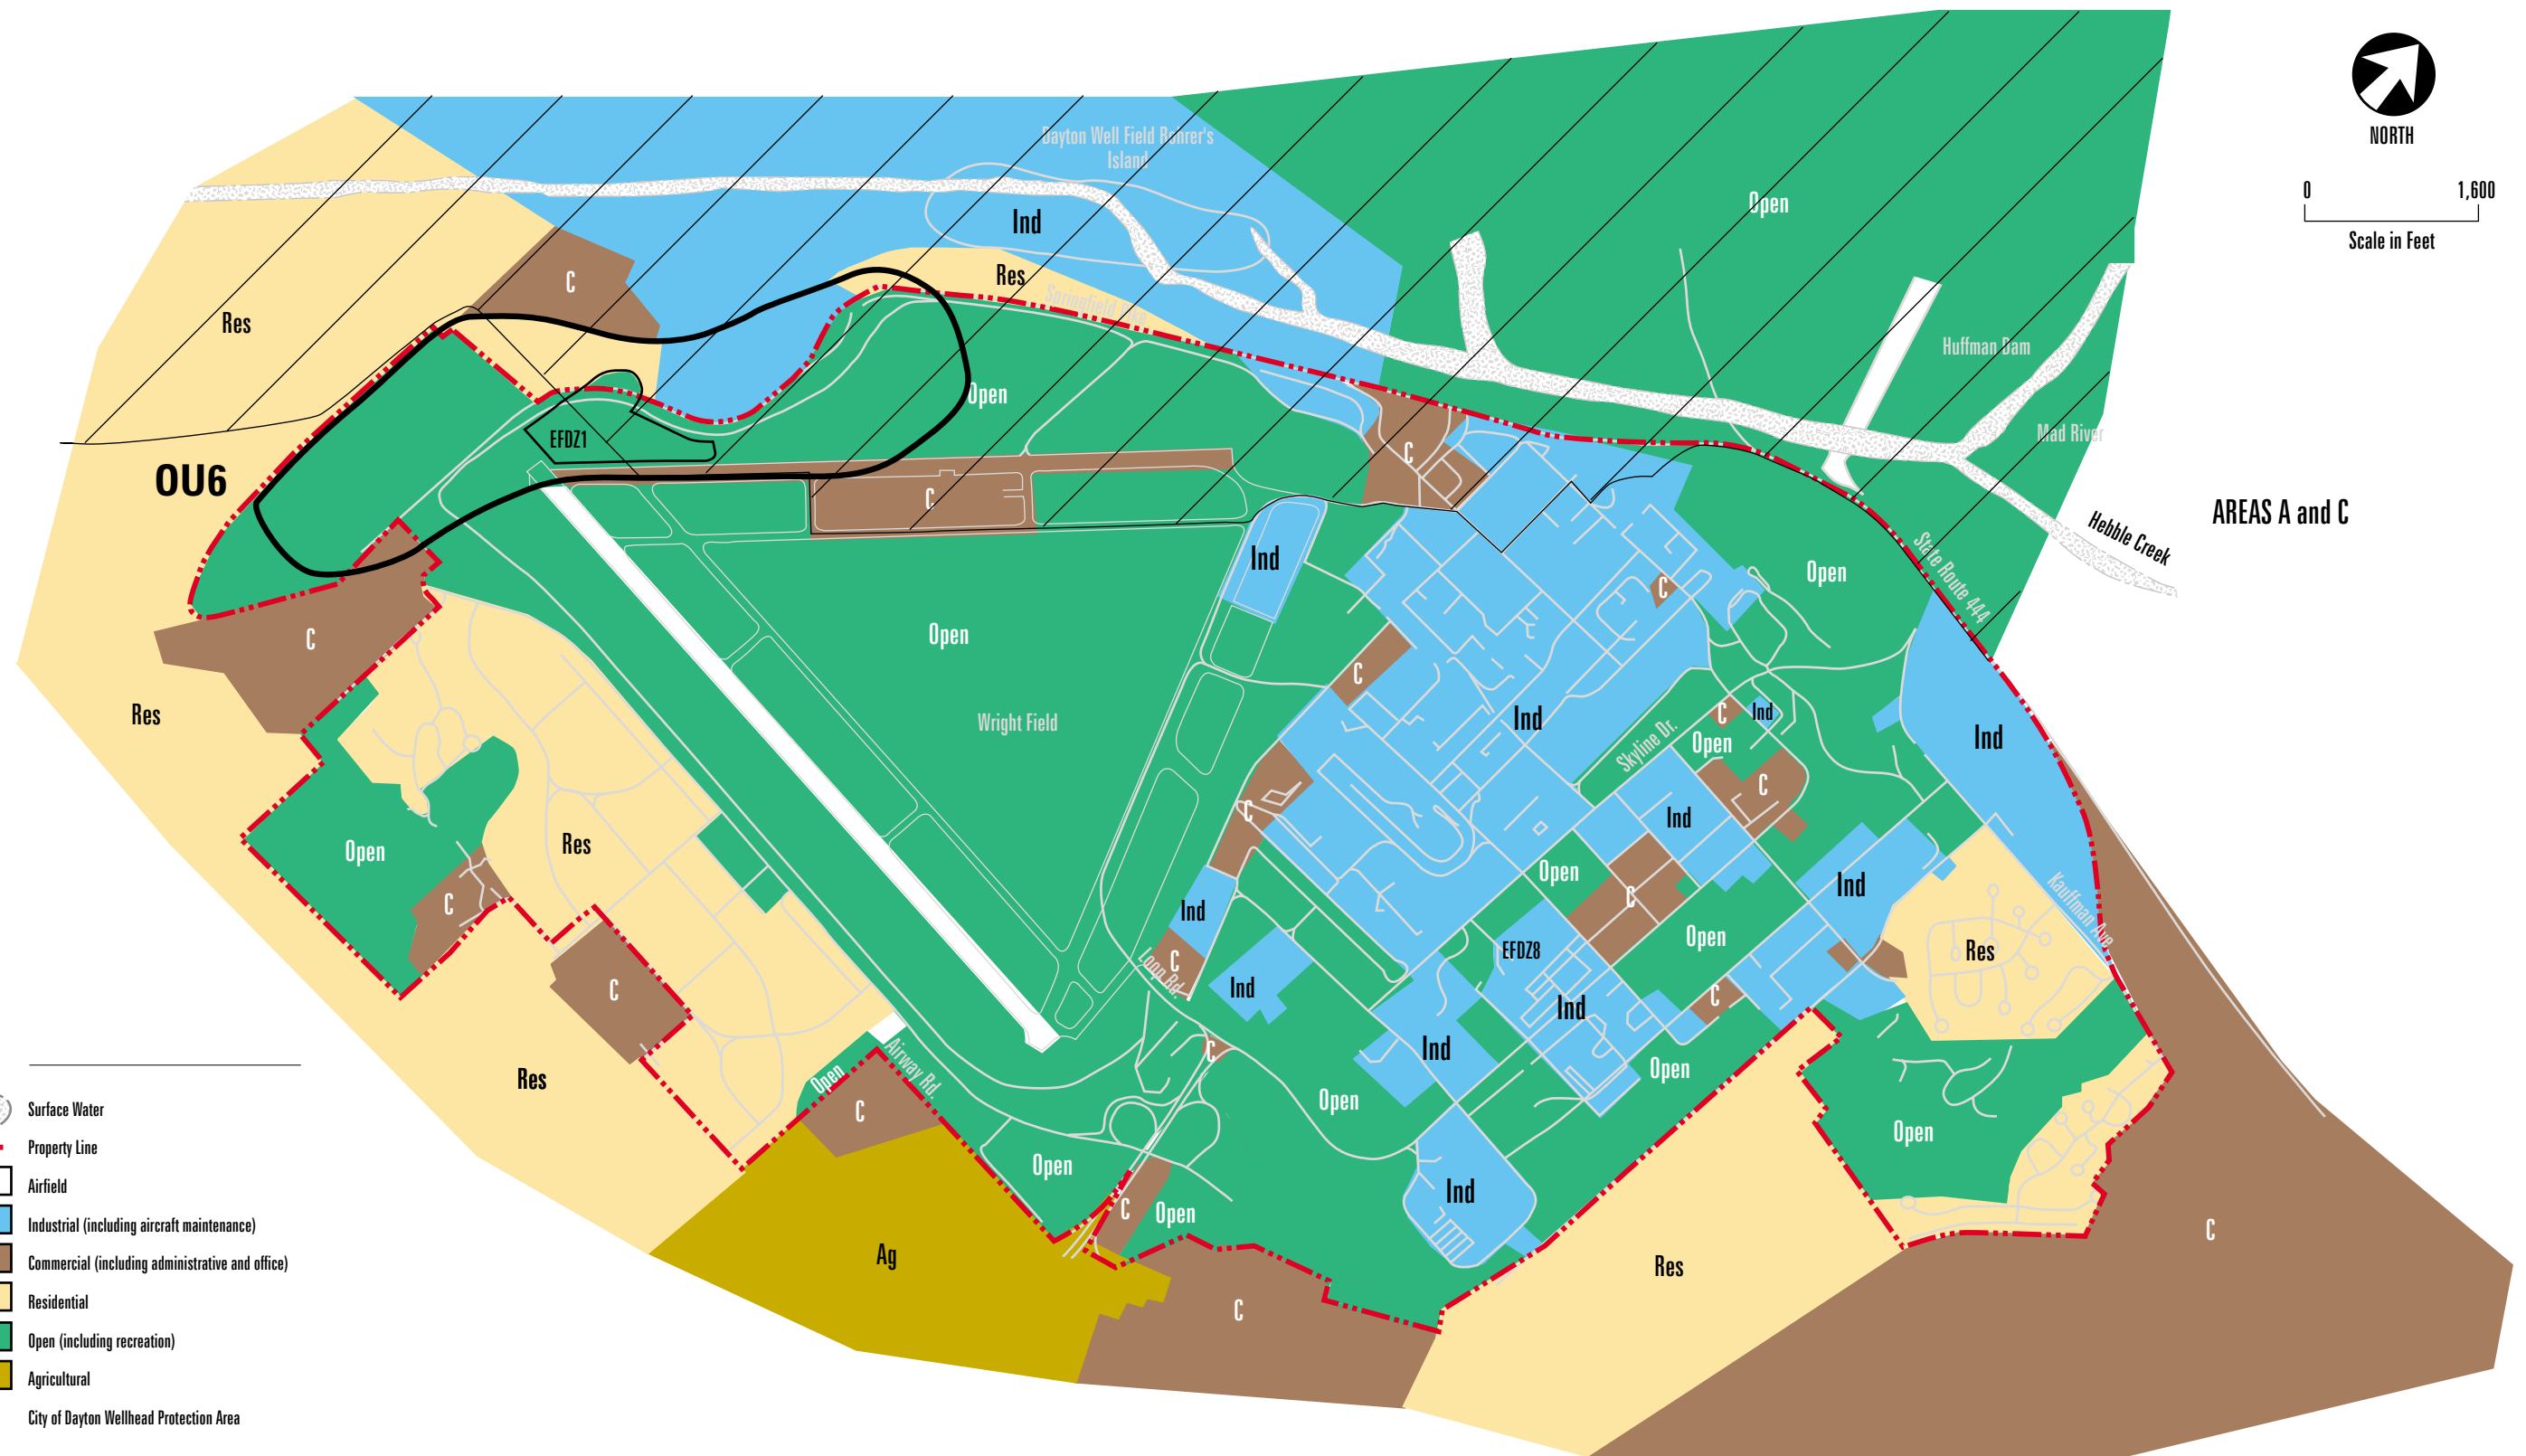 NORTH
0 1,600
Scale in Feet
Dayton Well Field Rohrer's
Island
Open
Ind
Res
C
Res
Springfield Pike
Huffman Dam
Open
Mad River
EFDZ1
C
OU6
C
AREAS A and C
Hebble Creek
State Route 444
Ind
Open
C
Open
C
C
Res
Wright Field
Ind
C
Ind
Open
Skyline Dr.
Ind
C
C
Ind
Open
Res
Open
C
Ind
Kauffman Ave.
C
Ind
C
Open
EFDZ8
Res
C
Loop Rd.
Ind
C
Ind
C
Ind
Open
Airway Rd.
Open
Res
C
Open
Open
Open
Ind
Open
C
Open
C
Ag
Res
C
Surface Water
Property Line
Airfield
Industrial (including aircraft maintenance)
Commercial (including administrative and office)
Residential
Open (including recreation)
Agricultural
City of Dayton Wellhead Protection Area